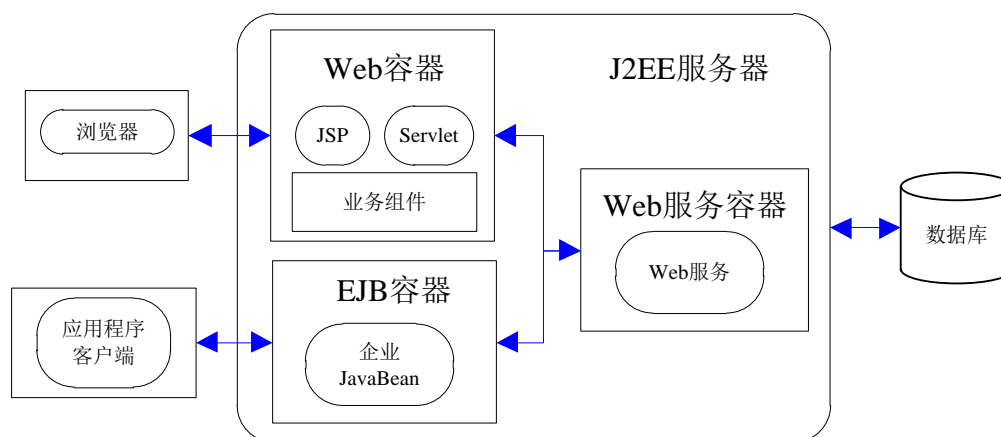 Web容器
J2EE服务器
浏览器
JSP
Servlet
业务组件
Web服务容器
Web服务
数据库
EJB容器
应用程序
客户端
企业
JavaBean